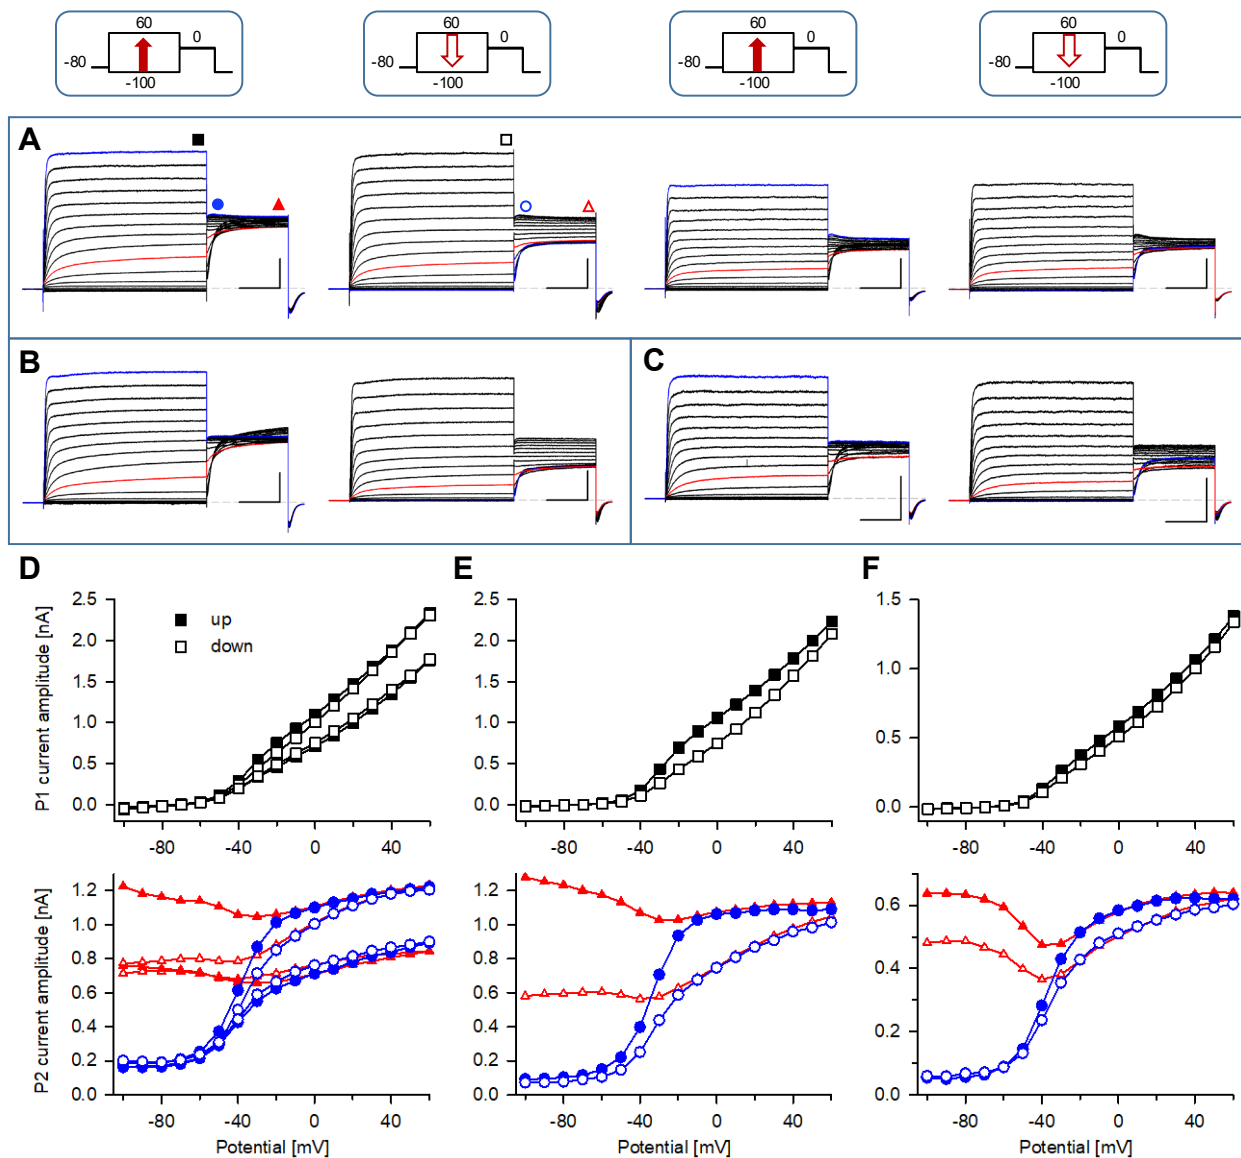 60 60 60 60
0 0 0 0
-80 -80 -80 -80
-100 -100 -100 -100
A
B C
D E F
2.5 2.5 1.5
up
down
2.0 2.0
1.5 1.5 1.0
1.0 1.0
0.5 0.5 0.5
0.0 0.0 0.0
P1 current amplitude [nA]
-80 -40 0 40 -80 -40 0 40 -80 -40 0 40
1.2 1.2 0.6
1.0 1.0
0.8 0.8 0.4
0.6 0.6
0.4 0.4 0.2
0.2 0.2
0.0 0.0 0.0
P2 current amplitude [nA]
-80 -40 0 40 -80 -40 0 40 -80 -40 0 40
Potential [mV] Potential [mV] Potential [mV]